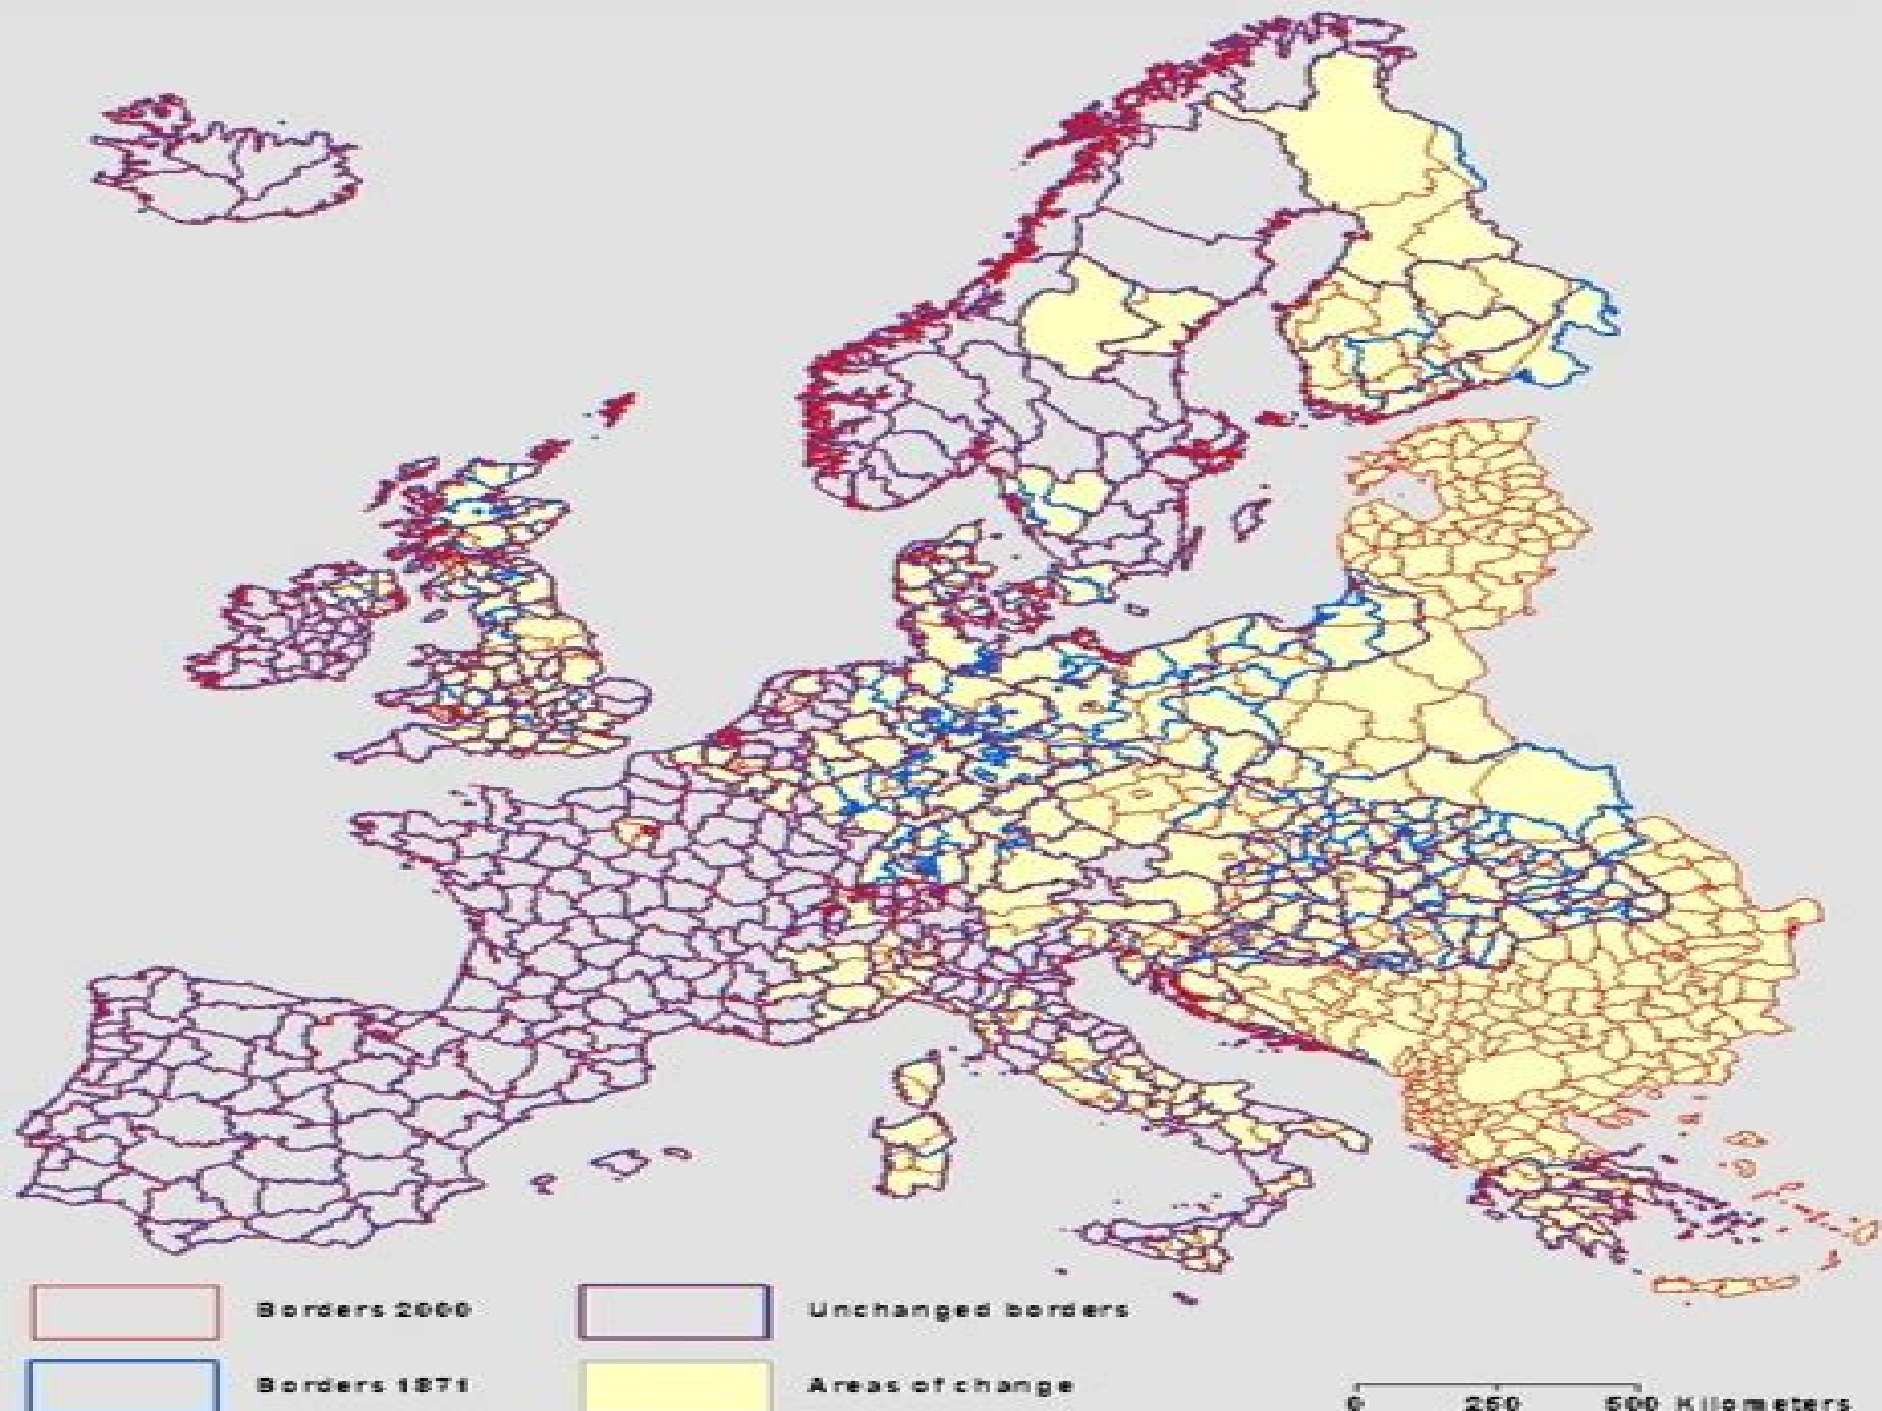 Borders 2000
Unchanged borders
Borders 1871
Areas of change
0 250 500 Kilometers